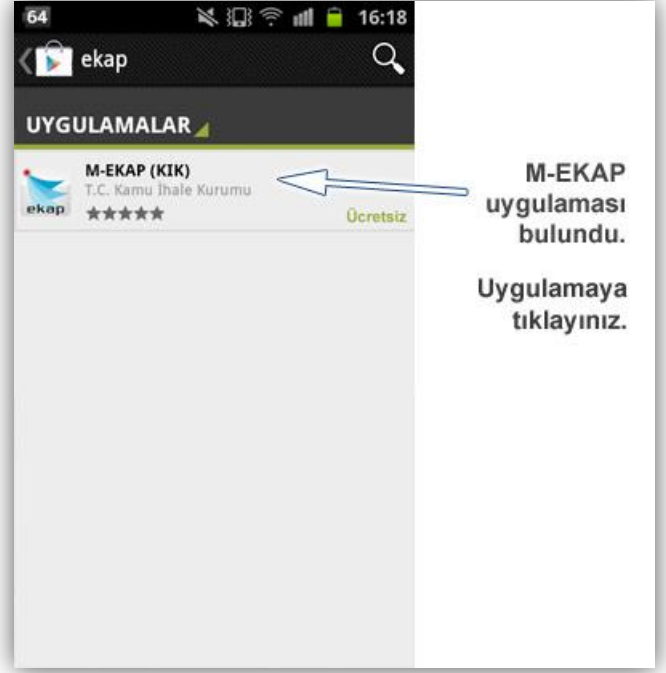 64
16:18
ekap
UYGULAMALAR
M-EKAP (KIK)
T.C. Kamu İhale Kurumu
ekap
Ücretsiz
M-EKAP
uygulaması
bulundu.
Uygulamaya
tıklayınız.